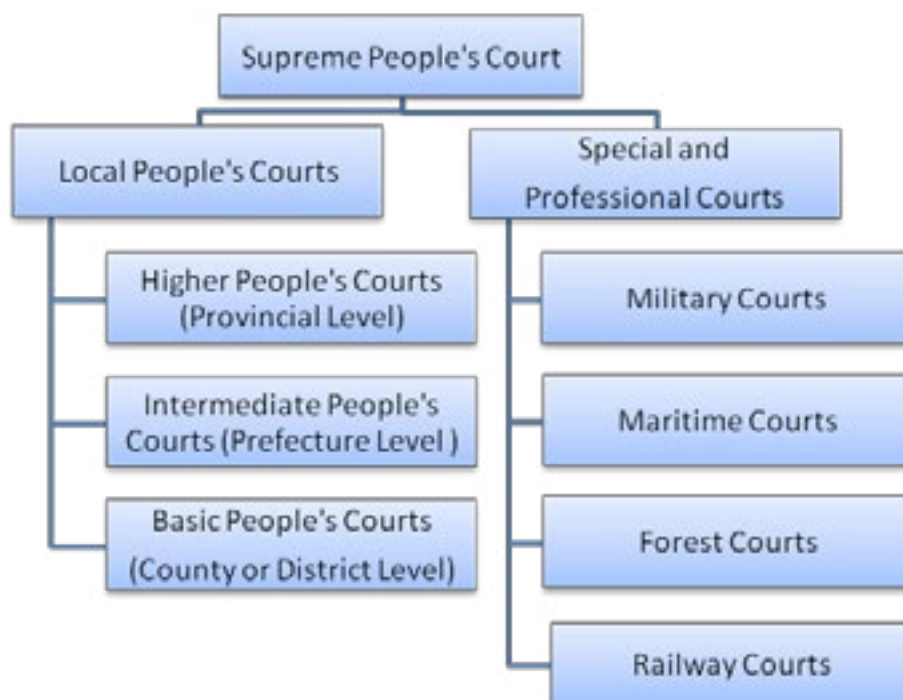 Supreme People's Court
Local People's Courts
Higher People's Courts
(Provincial Level)
Intermediate People's
Courts (Prefecture Level )
Basic People's Courts
(County or District Level)
Special and
Professional Courts
Military Courts
Maritime Courts
Forest Courts
Railway Courts